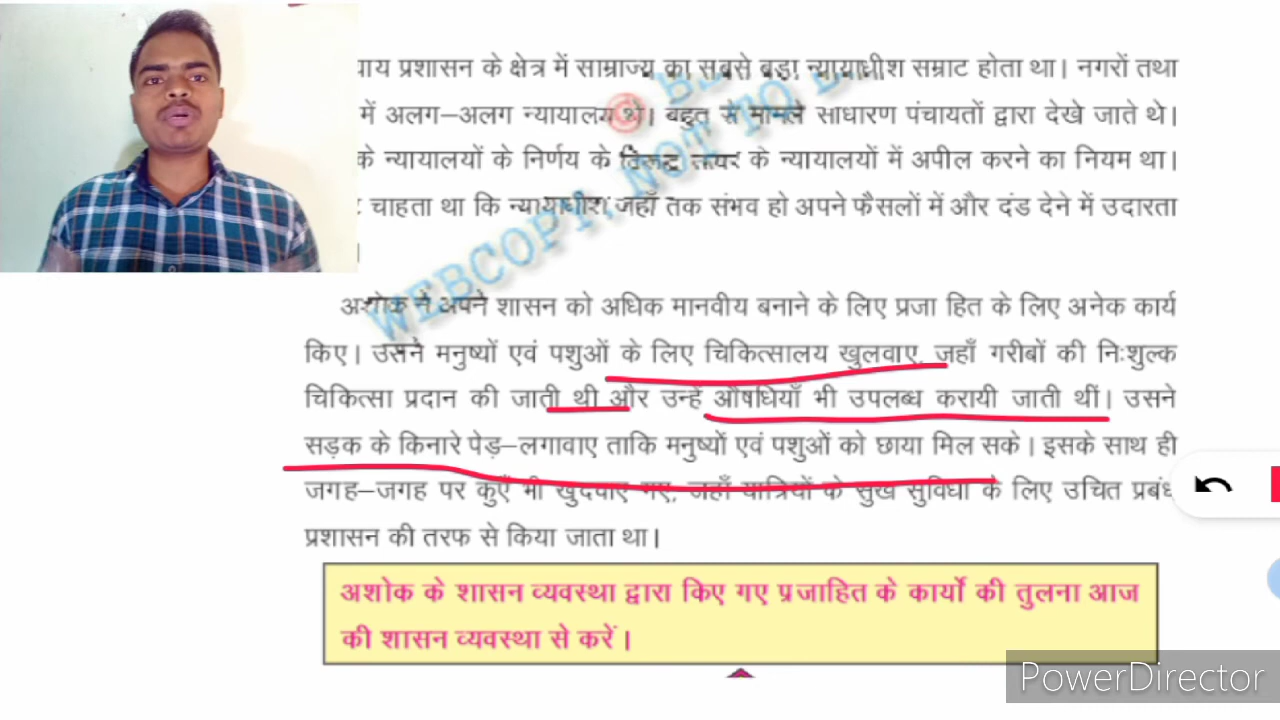 याय प्रशासन के क्षेत्र में साम्राज्य का सबसे बड़ा न्यायाधीश सम्राट होता था। नगरों तथा
में अलग–अलग न्यायालय थे। बहुत से मामले साधारण पंचायतों द्वारा देखे जाते थे।
के न्यायालयों के निर्णय के विरूद्ध ऊपर के न्यायालयों में अपील करने का नियम था।
चाहता था कि न्यायाधीश जहाँ तक संभव हो अपने फैसलों में और दंड देने में उदारता
।
अशोक ने अपने शासन को अधिक मानवीय बनाने के लिए प्रजा हित के लिए अनेक कार्य
किए। उसने मनुष्यों एवं पशुओं के लिए चिकित्सालय खुलवाए, जहाँ गरीबों की निःशुल्क
चिकित्सा प्रदान की जाती थी और उन्हें औषधियाँ भी उपलब्ध करायी जाती थीं। उसने
सड़क के किनारे पेड़–लगावाए ताकि मनुष्यों एवं पशुओं को छाया मिल सके। इसके साथ ही
जगह–जगह पर कुएँ भी खुदवाए गए, जहाँ यात्रियों के सुख सुविधा के लिए उचित प्रबंध
प्रशासन की तरफ से किया जाता था।
अशोक के शासन व्यवस्था द्वारा किए गए प्रजाहित के कार्यो की तुलना आज
की शासन व्यवस्था से करें।
WEBCOPY, NOT TO
PowerDirector